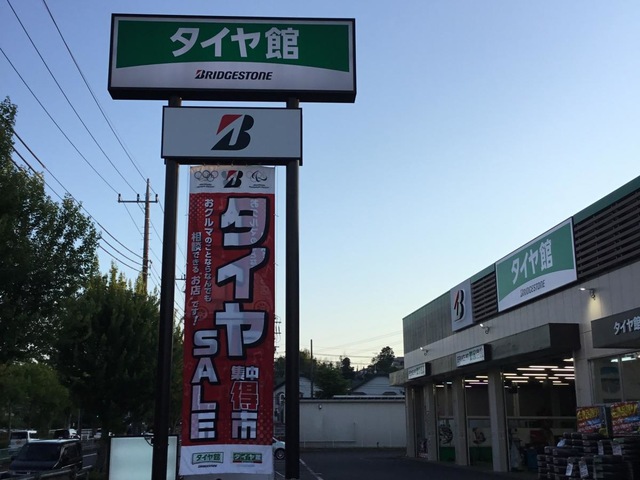 タイヤ館
BRIDGESTONE
B
タイヤ
SALE
集中
得市
おクルマのことならなんでも
相談できる"お店"です!
タイヤ館
タイヤ館
BRIDGESTONE
タイヤ館